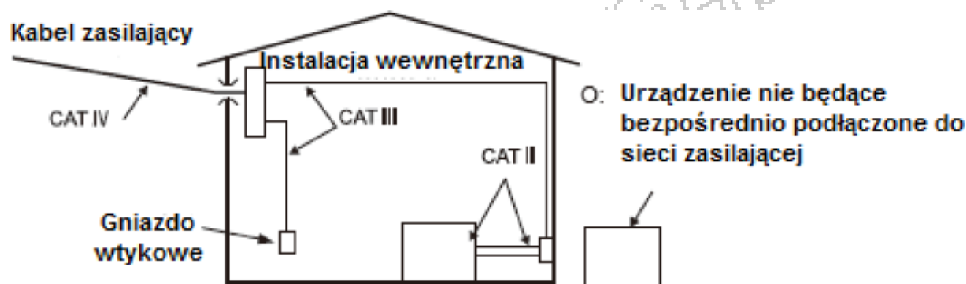 Kabel zasilający
Instalacja wewnętrzna
CAT IV
CAT III
O: Urządzenie nie będące
bezpośrednio podłączone do
sieci zasilającej
CAT II
Gniazdo
wtykowe